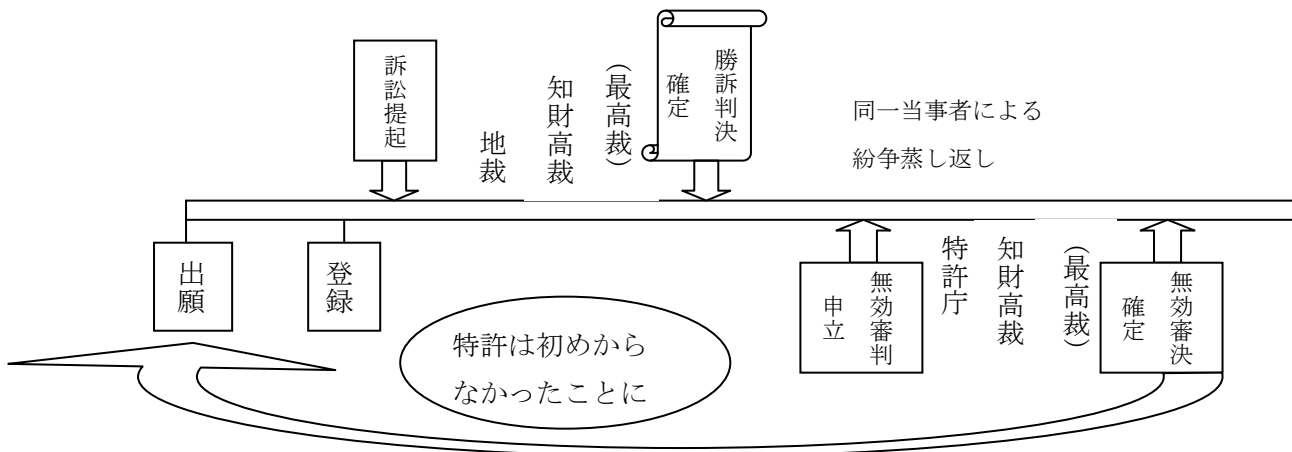 訴訟提起
地裁
知財高裁
(最高裁)
勝訴判決
確定
同一当事者による
紛争蒸し返し
出願
登録
特許は初めから
なかったことに
無効審判
申立
特許庁
知財高裁
(最高裁)
無効審決
確定